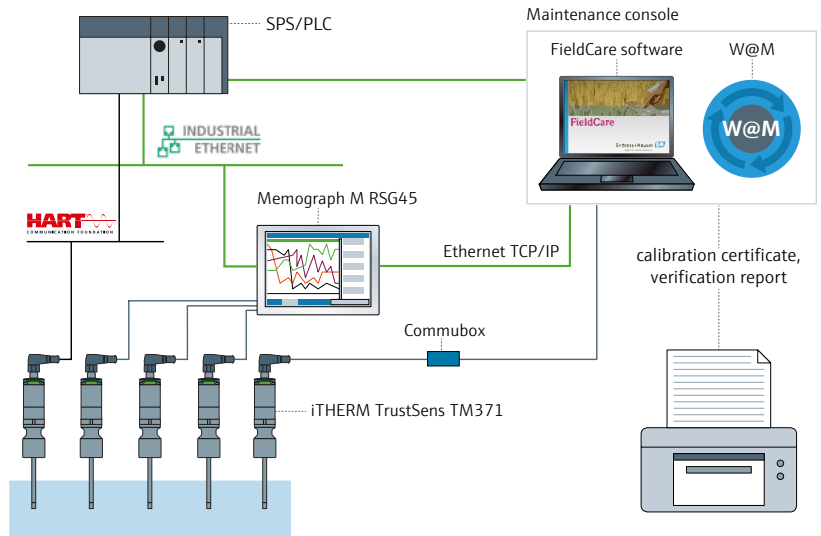 Maintenance console
SPS/PLC
FieldCare software
W@M
FieldCare
Endress+Hauser
W@M
INDUSTRIAL
ETHERNET
Memograph M RSG45
HART
COMMUNICATION FOUNDATION
Ethernet TCP/IP
calibration certificate,
verification report
Commubox
iTHERM TrustSens TM371